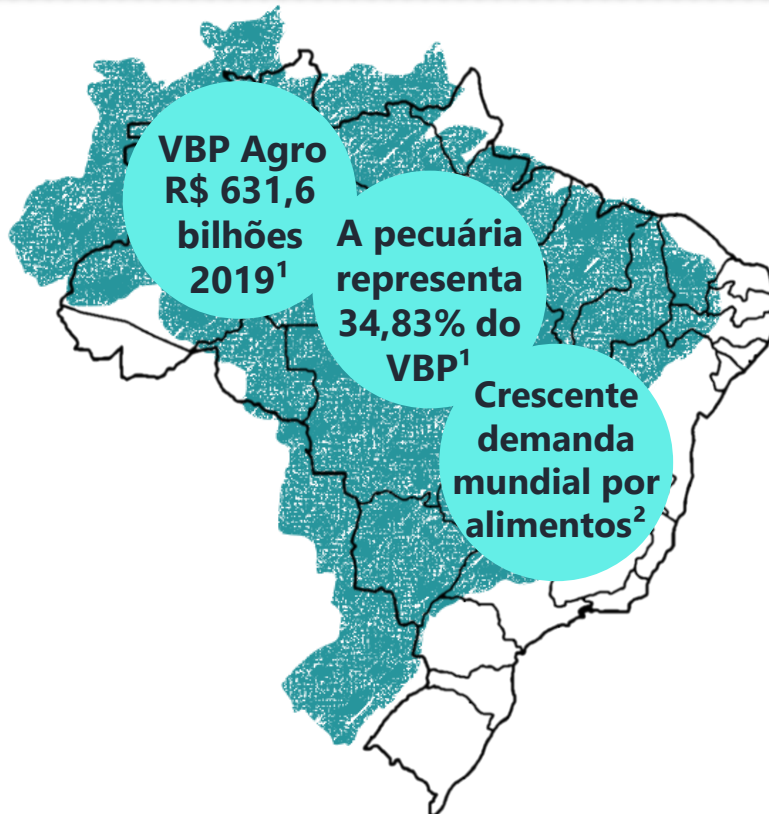 VBP Agro
R$ 631,6
bilhões
2019¹
A pecuária
representa
34,83% do
VBP¹
Crescente
demanda
mundial por
alimentos²